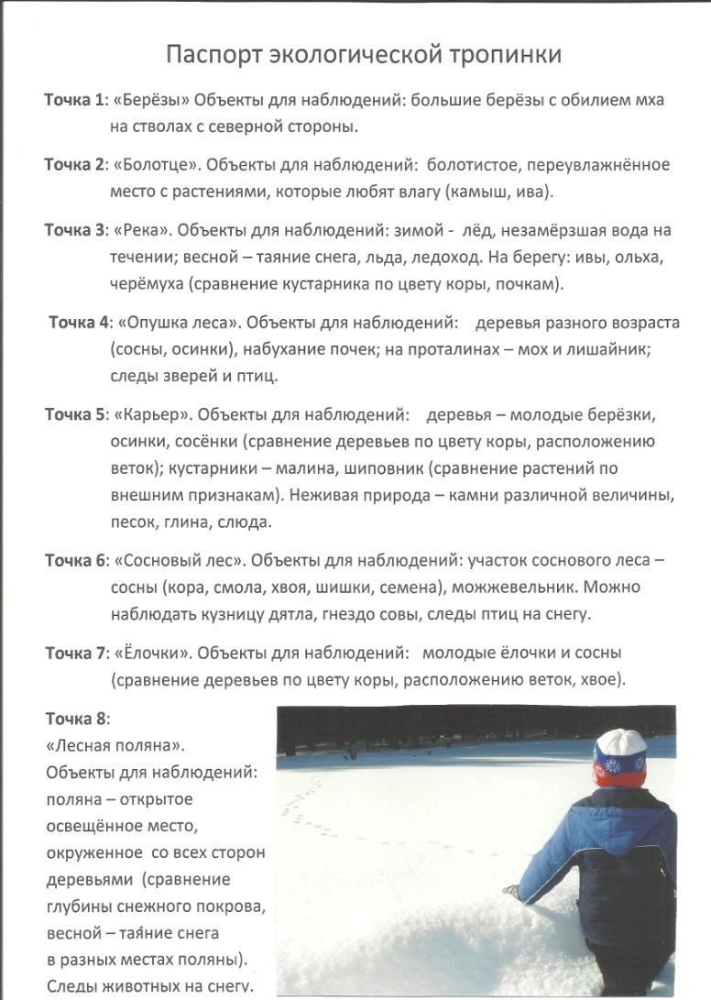 Паспорт экологической тропинки
Точка 1: «Берёзы» Объекты для наблюдений: большие берёзы с обилием мха
на стволах с северной стороны.
Точка 2: «Болотце». Объекты для наблюдений: болотистое, переувлажнённое
место с растениями, которые любят влагу (камыш, ива).
Точка 3: «Река». Объекты для наблюдений: зимой - лёд, незамёрзшая вода на
течении; весной – таяние снега, льда, ледоход. На берегу: ивы, ольха,
черёмуха (сравнение кустарника по цвету коры, почкам).
Точка 4: «Опушка леса». Объекты для наблюдений: деревья разного возраста
(сосны, осинки), набухание почек; на проталинах – мох и лишайник;
следы зверей и птиц.
Точка 5: «Карьер». Объекты для наблюдений: деревья – молодые берёзки,
осинки, сосёнки (сравнение деревьев по цвету коры, расположению
веток); кустарники – малина, шиповник (сравнение растений по
внешним признакам). Неживая природа – камни различной величины,
песок, глина, слюда.
Точка 6: «Сосновый лес». Объекты для наблюдений: участок соснового леса –
сосны (кора, смола, хвоя, шишки, семена), можжевельник. Можно
наблюдать кузницу дятла, гнездо совы, следы птиц на снегу.
Точка 7: «Ёлочки». Объекты для наблюдений: молодые ёлочки и сосны
(сравнение деревьев по цвету коры, расположению веток, хвое).
Точка 8:
«Лесная поляна».
Объекты для наблюдений:
поляна – открытое
освещённое место,
окруженное со всех сторон
деревьями (сравнение
глубины снежного покрова,
весной – таяние снега
в разных местах поляны).
Следы животных на снегу.